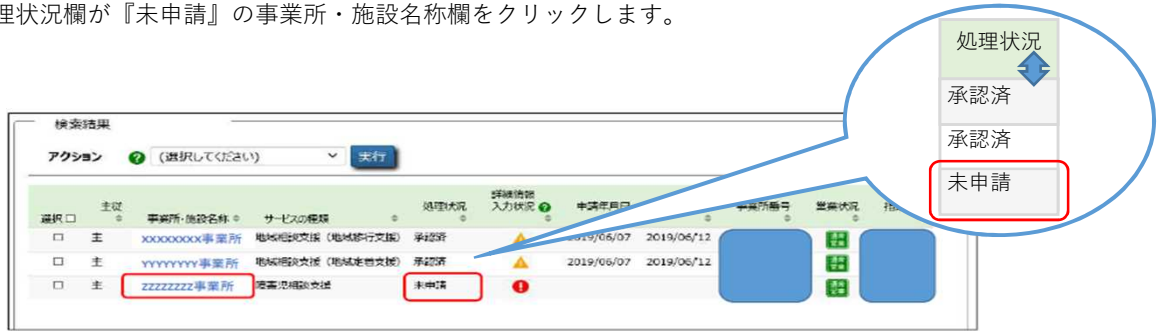 理状況欄が『未申請』の事業所・施設名称欄をクリックします。
処理状況
承認済
承認済
未申請
検索結果
アクション (選択してください) 実行
選択 主従 事業所・施設名称 サービスの種類 処理状況 詳細情報入力状況 申請年月日 事業所番号 営業状況
主 XXXXXXXX事業所 地域相談支援（地域移行支援） 承認済 2019/06/07 2019/06/12
主 YYYYYYYY事業所 地域相談支援（地域定着支援） 承認済 2019/06/07 2019/06/12
主 ZZZZZZZZ事業所 障害児相談支援 未申請